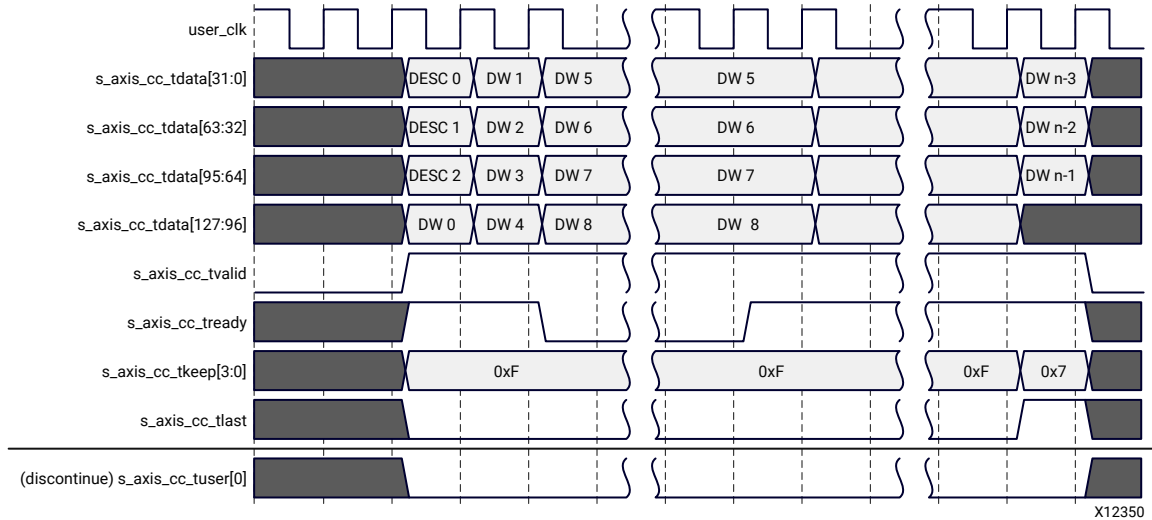 user_clk
s_axis_cc_tdata[31:0] DESC 0 DW 1 DW 5 DW 5 DW n-3
s_axis_cc_tdata[63:32] DESC 1 DW 2 DW 6 DW 6 DW n-2
s_axis_cc_tdata[95:64] DESC 2 DW 3 DW 7 DW 7 DW n-1
s_axis_cc_tdata[127:96] DW 0 DW 4 DW 8 DW 8
s_axis_cc_tvalid
s_axis_cc_tready
s_axis_cc_tkeep[3:0] 0xF 0xF 0xF 0x7
s_axis_cc_tlast
(discontinue) s_axis_cc_tuser[0]
X12350